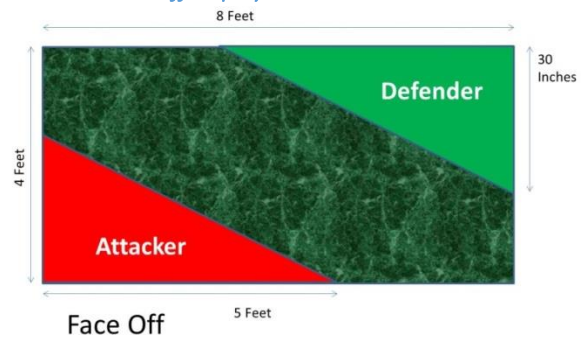 8 Feet
30
Inches
Defender
4 Feet
Attacker
5 Feet
Face Off